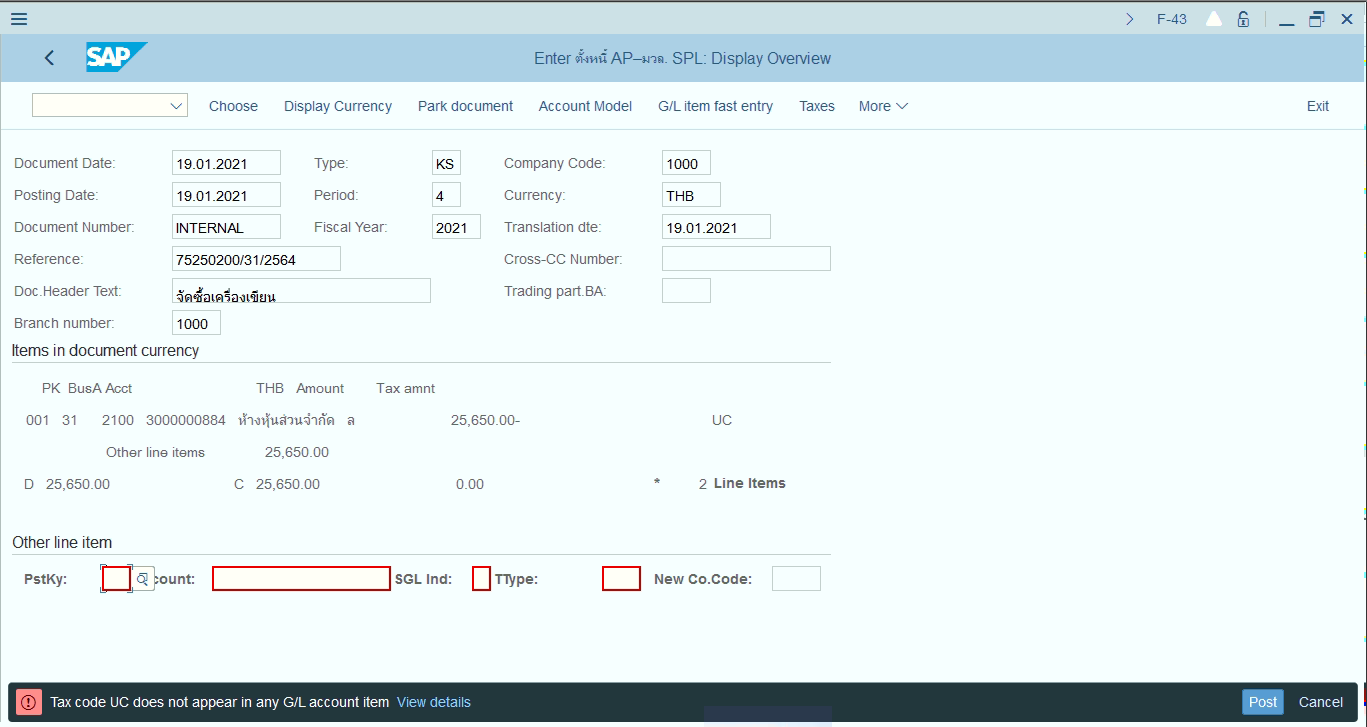 F-43
SAP Enter ตั้งหนี้ AP–มวล. SPL: Display Overview
Choose Display Currency Park document Account Model G/L item fast entry Taxes More Exit
Document Date: 19.01.2021 Type: KS Company Code: 1000
Posting Date: 19.01.2021 Period: 4 Currency: THB
Document Number: INTERNAL Fiscal Year: 2021 Translation dte: 19.01.2021
Reference: 75250200/31/2564 Cross-CC Number:
Doc.Header Text: จัดซื้อเครื่องเขียน Trading part.BA:
Branch number: 1000
Items in document currency
PK BusA Acct THB Amount Tax amnt
001 31 2100 3000000884 ห้างหุ้นส่วนจำกัด ล 25,650.00- UC
Other line items 25,650.00
D 25,650.00 C 25,650.00 0.00 * 2 Line Items
Other line item
PstKy: count: SGL Ind: TType: New Co.Code:
Tax code UC does not appear in any G/L account item View details Post Cancel